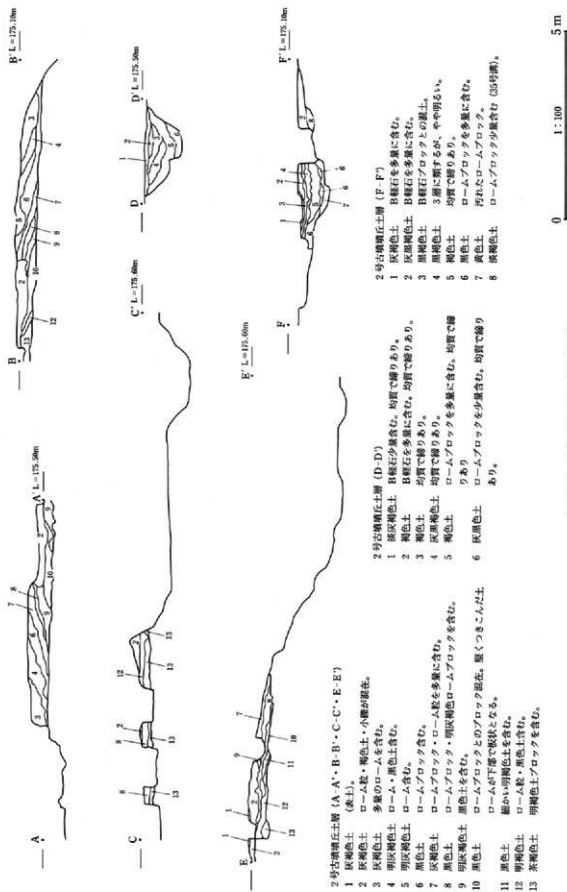 A
A' L=175.50m
B
B' L=175.10m
C
C' L=175.60m
D
D' L=175.50m
E
E' L=175.60m
F
F' L=175.10m
2号古墳墳丘土層 (A-A'・B-B'・C-C'・E-E')
1 灰褐色土 (表土)。
2 灰褐色土 ローム粒・褐色土・小礫が混在。
3 灰褐色土 多量のロームを含む。
4 明灰褐色土 ローム・黒色土含む。
5 明灰褐色土 ローム含む。
6 黒色土 ロームブロック含む。
7 灰褐色土 ロームブロック・ローム粒を多量に含む。
8 黒色土 ロームブロック・明灰褐色ロームブロックを含む。
9 明灰褐色土 黒色土を含む。
10 黒色土 ロームブロックとのブロック混在。堅くつきこんだ土
ロームが下部で板状となる。
11 黒色土 細かい明褐色土を含む。
12 明褐色土 ローム粒・黒色土含む。
13 茶褐色土 明褐色土ブロックを含む。
2号古墳墳丘土層 (D-D')
1 淡灰褐色土 B軽石少量含む。均質で締りあり。
2 褐色土 B軽石を多量に含む。均質で締りあり。
3 褐色土 均質で締りあり。
4 灰黒褐色土 均質で締りあり。
5 褐色土 ロームブロックを多量に含む。均質で締
りあり
6 灰黒色土 ロームブロックを少量含む。均質で締り
あり。
2号古墳墳丘土層 (F-F')
1 灰褐色土 B軽石を多量に含む。
2 灰黒褐色土 B軽石を多量に含む。
3 黒褐色土 B軽石ブロックとの混土。
4 黒褐色土 3層に類するが、やや明るい。
5 褐色土 均質で締りあり。
6 黒色土 ロームブロックを多量に含む。
7 黄色土 汚れたロームブロック。
8 淡褐色土 ロームブロック少量含む (35号溝)。
0 1:100 5m